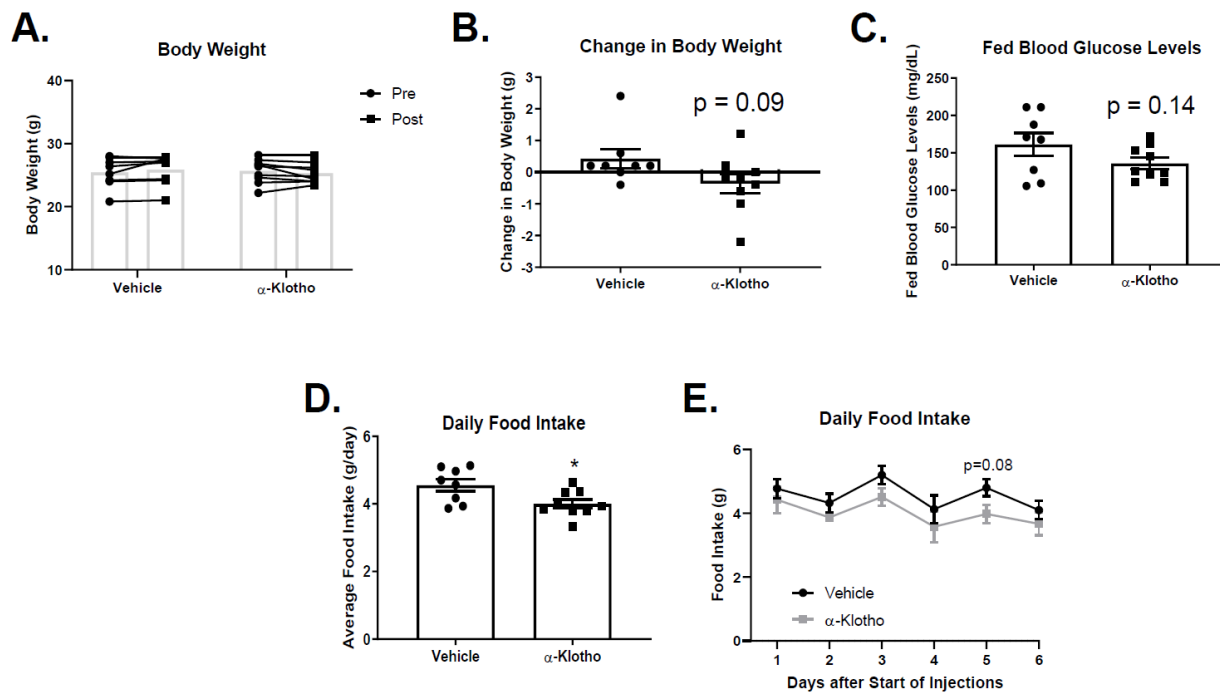 A.
Body Weight
Body Weight (g)
40
30
20
10
Vehicle
α-Klotho
Pre
Post
B.
Change in Body Weight
Change in Body Weight (g)
3
2
1
0
-1
-2
-3
p = 0.09
Vehicle
α-Klotho
C.
Fed Blood Glucose Levels
Fed Blood Glucose Levels (mg/dL)
250
200
150
100
50
0
p = 0.14
Vehicle
α-Klotho
D.
Daily Food Intake
Average Food Intake (g/day)
6
4
2
0
*
Vehicle
α-Klotho
E.
Daily Food Intake
Food Intake (g)
6
4
2
0
p=0.08
Vehicle
α-Klotho
1 2 3 4 5 6
Days after Start of Injections